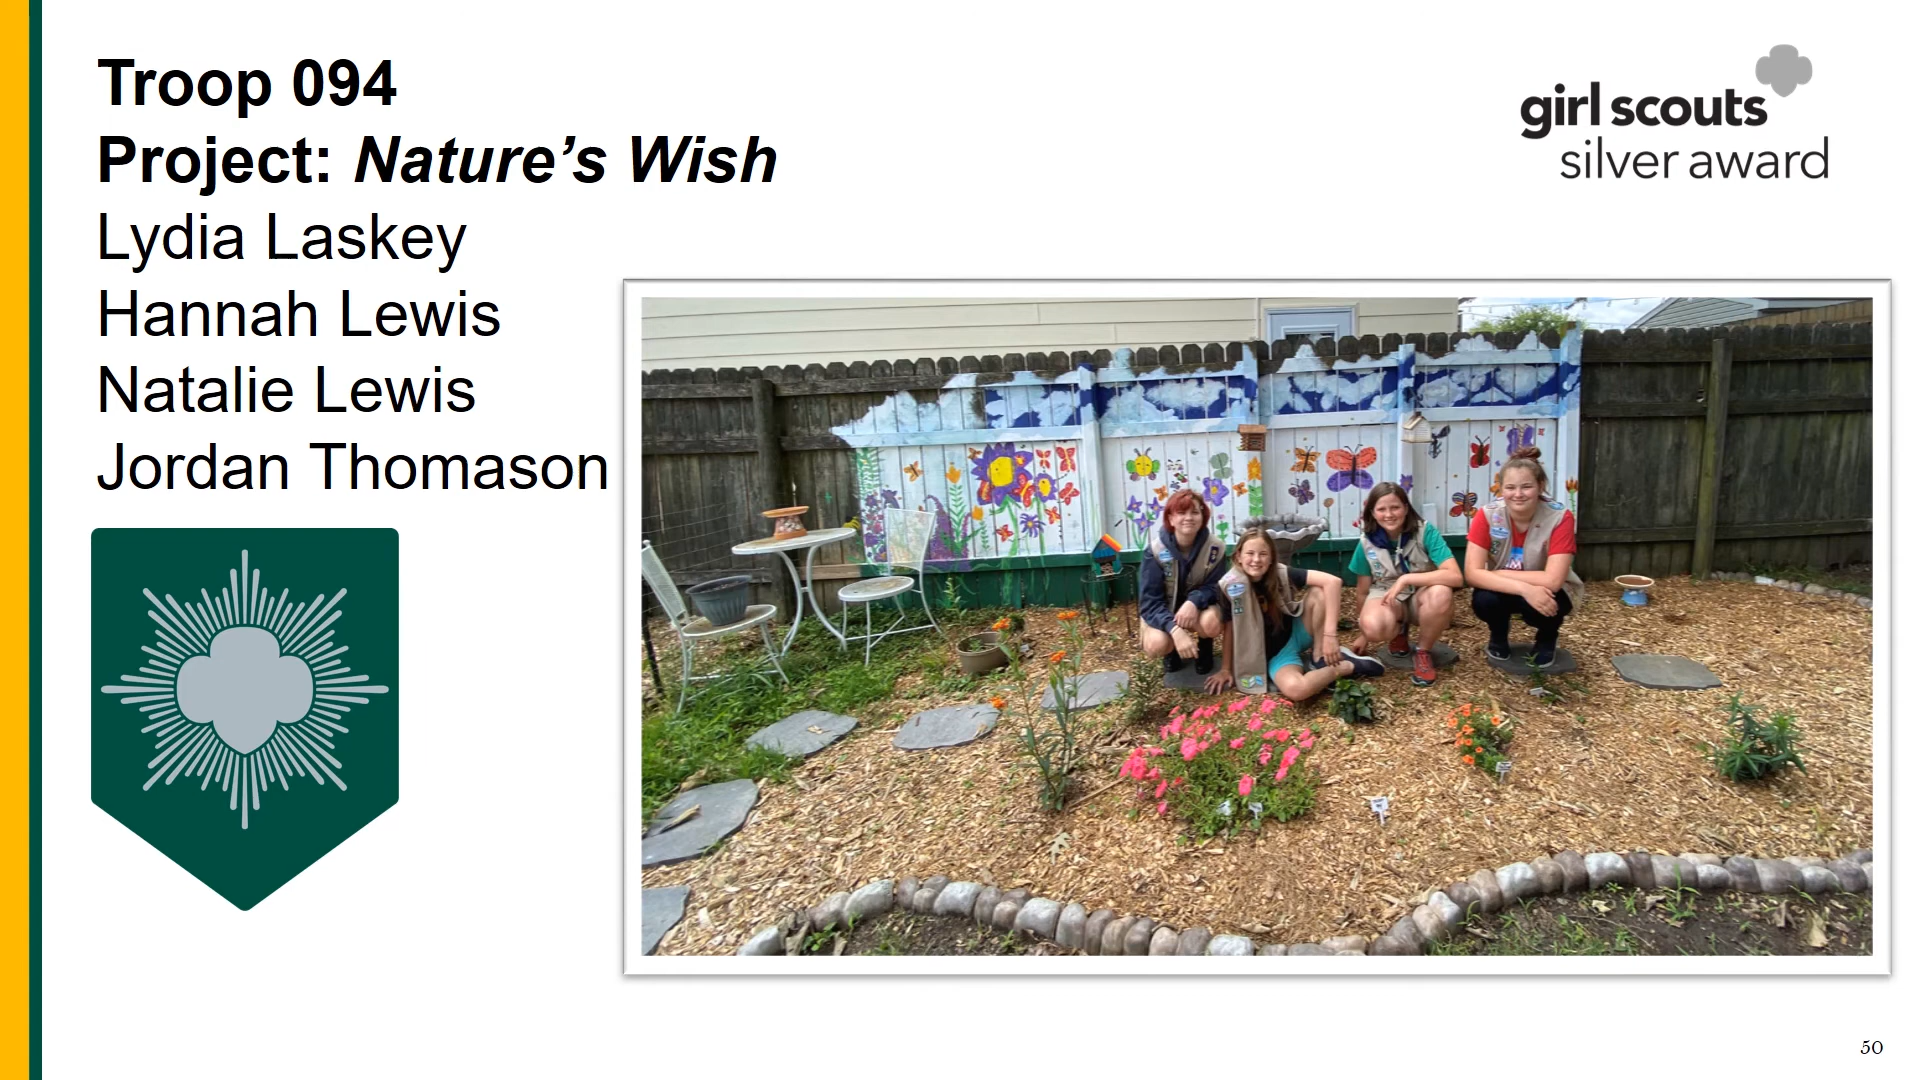 Troop 094
Project: Nature’s Wish
Lydia Laskey
Hannah Lewis
Natalie Lewis
Jordan Thomason
girl scouts
silver award
50